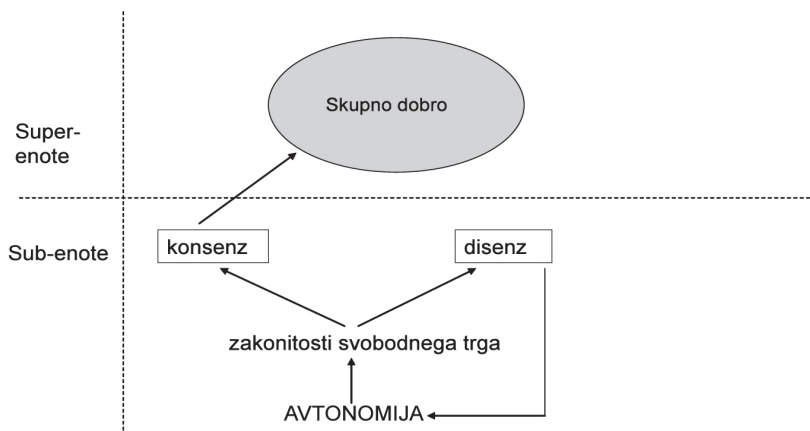 Skupno dobro
Super-
enote
Sub-enote
konsenz
disenz
zakonitosti svobodnega trga
AVTONOMIJA